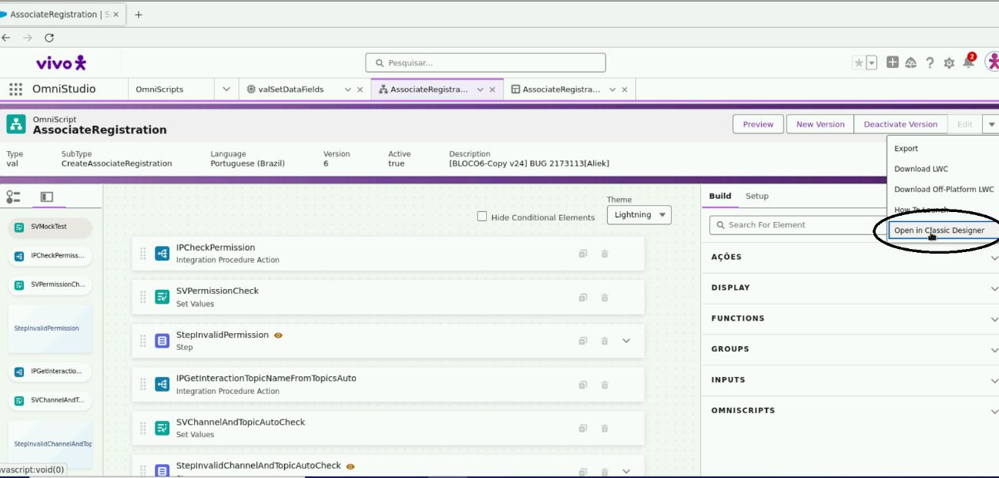 AssociateRegistration | S
vivo
Pesquisar...
2
OmniStudio
OmniScripts
valSetDataFields
AssociateRegistra...
AssociateRegistra...
OmniScript
AssociateRegistration
Preview
New Version
Deactivate Version
Edit
Type
SubType
Language
Version
Active
Description
val
CreateAssociateRegistration
Portuguese (Brazil)
6
true
[BLOCO6-Copy v24] BUG 2173113[Aliek]
Export
Download LWC
Download Off-Platform LWC
How To Launch
Open in Classic Designer
SVMockTest
IPCheckPermiss...
SVPermissionCh...
StepInvalidPermission
IPGetInteractio...
SVChannelAndT...
StepInvalidChannelAndTop
avascript:void(0)
Hide Conditional Elements
Theme
Lightning
IPCheckPermission
Integration Procedure Action
SVPermissionCheck
Set Values
StepInvalidPermission
Step
IPGetInteractionTopicNameFromTopicsAuto
Integration Procedure Action
SVChannelAndTopicAutoCheck
Set Values
StepInvalidChannelAndTopicAutoCheck
Build
Setup
Search For Element
AÇÕES
DISPLAY
FUNCTIONS
GROUPS
INPUTS
OMNISCRIPTS